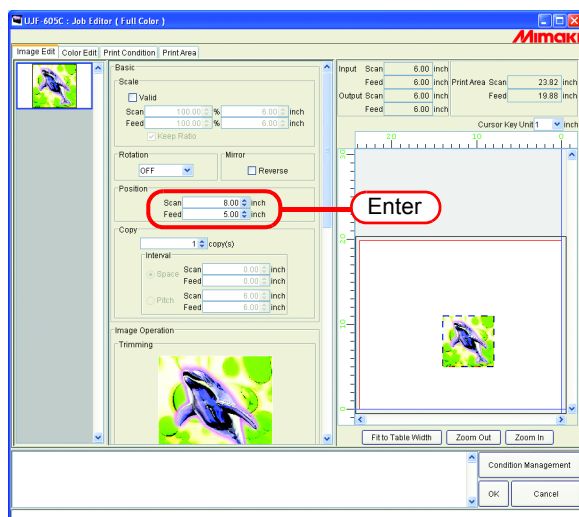 UJF-605C : Job Editor ( Full Color )
Mimaki
Image Edit Color Edit Print Condition Print Area
Basic
Scale
Valid
Scan 100.00 % 6.00 inch
Feed 100.00 % 6.00 inch
Keep Ratio
Rotation
OFF
Mirror
Reverse
Position
Scan 8.00 inch
Feed 5.00 inch
Enter
Copy
1 copy(s)
Interval
Space Scan 0.00 inch
Feed 0.00 inch
Pitch Scan 6.00 inch
Feed 6.00 inch
Image Operation
Trimming
Input Scan 6.00 inch
Feed 6.00 inch Print Area Scan 23.82 inch
Output Scan 6.00 inch Feed 19.88 inch
Feed 6.00 inch
Cursor Key Unit 1 inch
20 10 0
30
20
10
0
Fit to Table Width Zoom Out Zoom In
Condition Management
OK Cancel